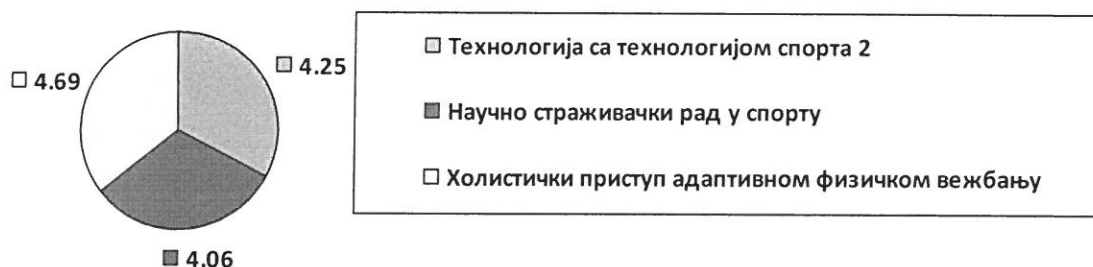 4.69
4.25
4.06
Технологија са технологијом спорта 2
Научно страживачки рад у спорту
Холистички приступ адаптивном физичком вежбању